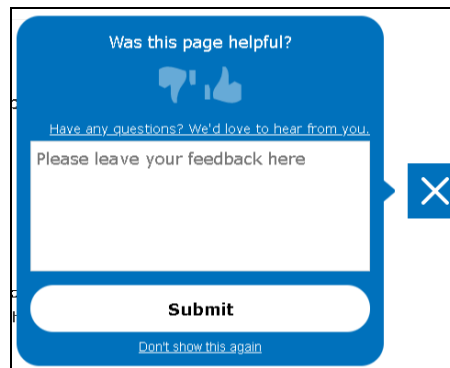 Was this page helpful?
Have any questions? We'd love to hear from you.
Please leave your feedback here
Submit
Don't show this again